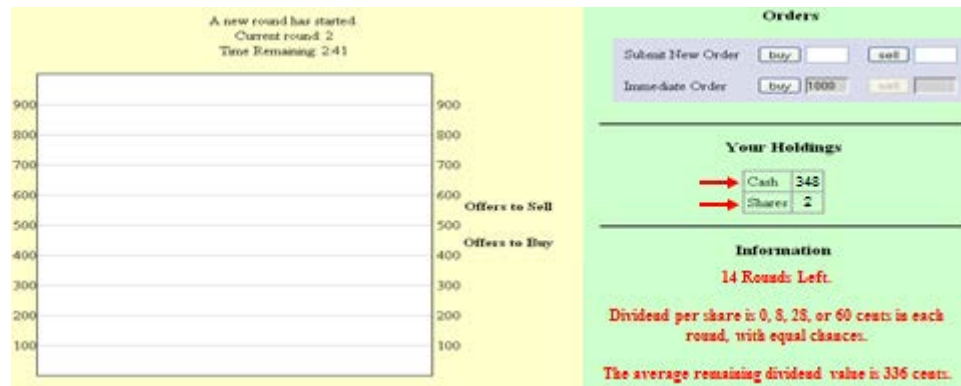 A new round has started
Current round: 2
Time Remaining: 2:41
900
800
700
600
500
400
300
200
100
900
800
700
600
500
400
300
200
100
Offers to Sell
Offers to Buy
Orders
Submit New Order buy sell
Immediate Order buy 1000 sell
Your Holdings
Cash 348
Shares 2
Information
14 Rounds Left.
Dividend per share is 0, 8, 28, or 60 cents in each
round, with equal chances.
The average remaining dividend value is 336 cents.